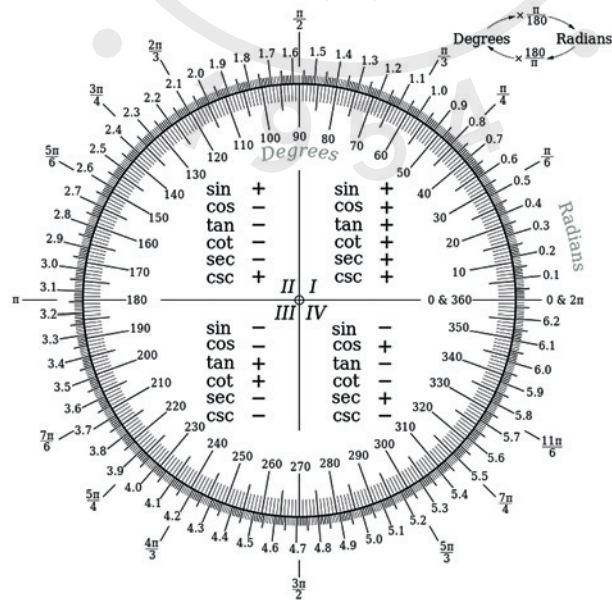 π/2
× π/180
Degrees Radians
× 180/π
2π/3 π/3
3π/4 π/4
5π/6 π/6
π 0 & 2π
7π/6 11π/6
5π/4 7π/4
4π/3 5π/3
3π/2
1.6 1.5 1.4 1.3 1.2 1.1 1.0 0.9 0.8 0.7 0.6 0.5 0.4 0.3 0.2 0.1
1.7 1.8 1.9 2.0 2.1 2.2 2.3 2.4 2.5 2.6 2.7 2.8 2.9 3.0 3.1
3.2 3.3 3.4 3.5 3.6 3.7 3.8 3.9 4.0 4.1 4.2 4.3 4.4 4.5 4.6 4.7
4.8 4.9 5.0 5.1 5.2 5.3 5.4 5.5 5.6 5.7 5.8 5.9 6.0 6.1 6.2
Radians
1954
Degrees
90 80 70 60 50 40 30 20 10 0 & 360
100 110 120 130 140 150 160 170 180
190 200 210 220 230 240 250 260 270
280 290 300 310 320 330 340 350
sin + sin +
cos − cos +
tan − tan +
cot − cot +
sec − sec +
csc + csc +
II I
III IV
sin − sin −
cos − cos +
tan + tan −
cot + cot −
sec − sec +
csc − csc −